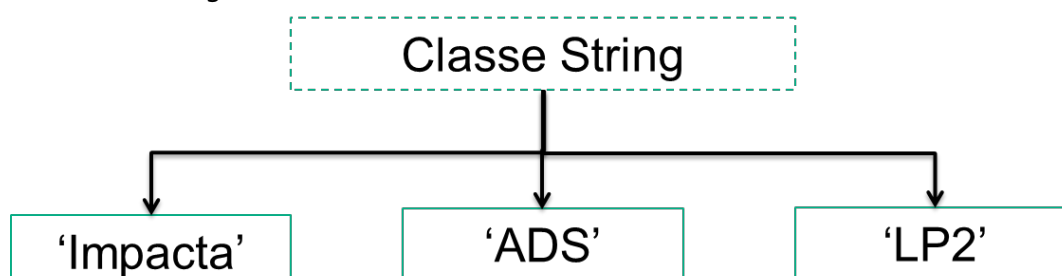 Classe String
‘Impacta’
‘ADS’
‘LP2’